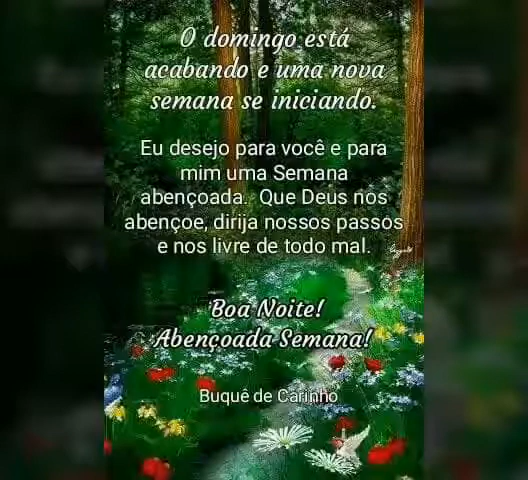 O domingo está
acabando e uma nova
semana se iniciando.
Eu desejo para você e para
mim uma Semana
abençoada. Que Deus nos
abençoe, dirija nossos passos
e nos livre de todo mal.
Boa Noite!
Abençoada Semana!
Buquê de Carinho